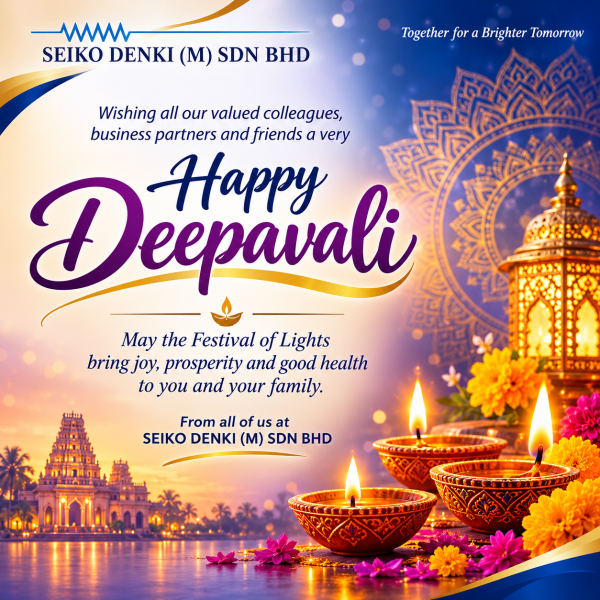 SEIKO DENKI (M) SDN BHD
Together for a Brighter Tomorrow
Wishing all our valued colleagues,
business partners and friends a very
Happy
Deepavali
May the Festival of Lights
bring joy, prosperity and good health
to you and your family.
From all of us at
SEIKO DENKI (M) SDN BHD